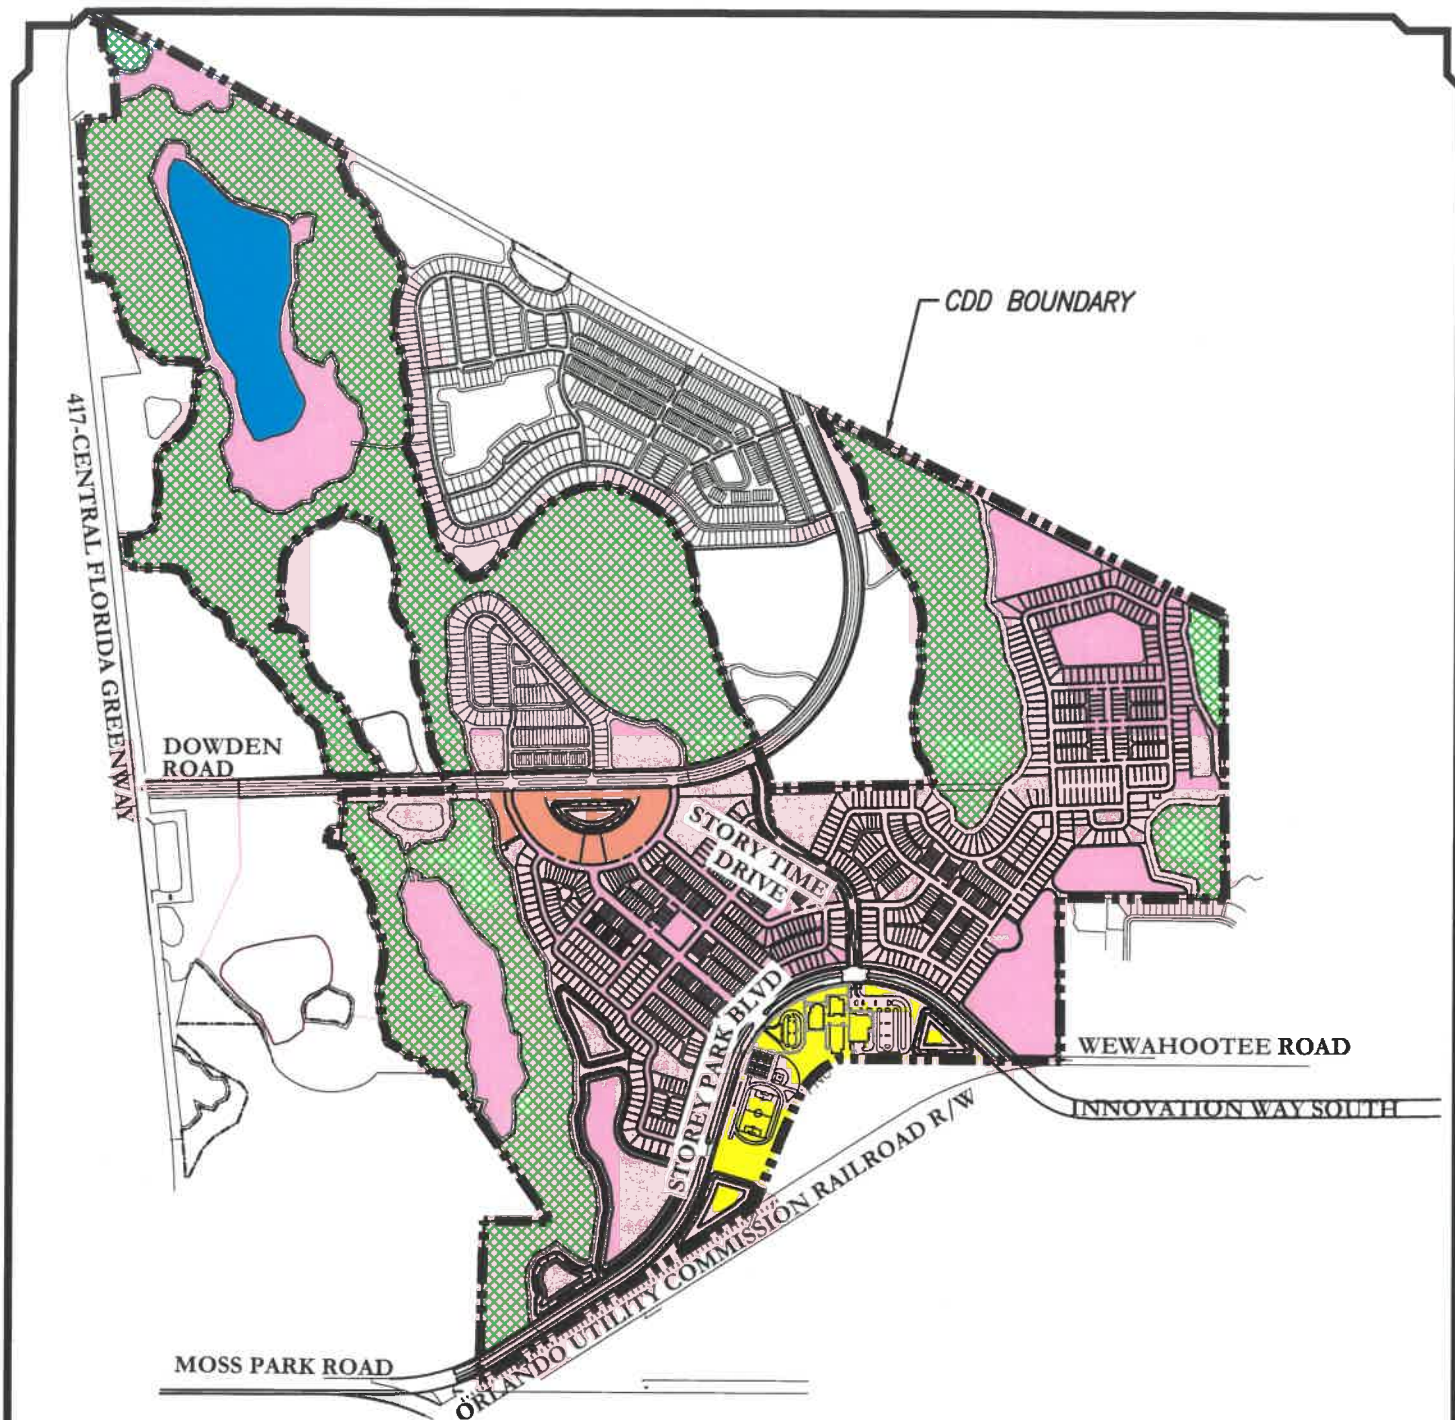 CDD BOUNDARY
417-CENTRAL FLORIDA GREENWAY
DOWDEN
ROAD
STORY TIME
DRIVE
STOREY PARK BLVD
WEWAHOOTEE ROAD
INNOVATION WAY SOUTH
ORLANDO UTILITY COMMISSION RAILROAD R/W
MOSS PARK ROAD